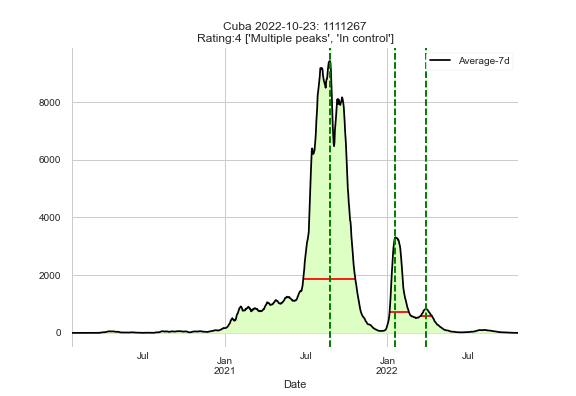 Cuba 2022-10-23: 1111267
Rating:4 ['Multiple peaks', 'In control']
Average-7d
8000
6000
4000
2000
0
Jul
Jan
2021
Jul
Jan
2022
Jul
Date